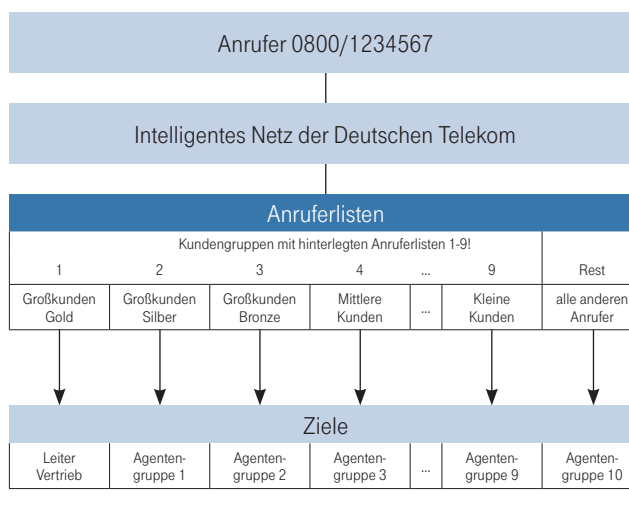 Anrufer 0800/1234567
Intelligentes Netz der Deutschen Telekom
Anruferlisten
Kundengruppen mit hinterlegten Anruferlisten 1-9!
1 2 3 4 ... 9 Rest
Großkunden Großkunden Großkunden Mittlere ... Kleine alle anderen
Gold Silber Bronze Kunden Kunden Anrufer
Ziele
Leiter Agenten- Agenten- Agenten- ... Agenten- Agenten-
Vertrieb gruppe 1 gruppe 2 gruppe 3 gruppe 9 gruppe 10